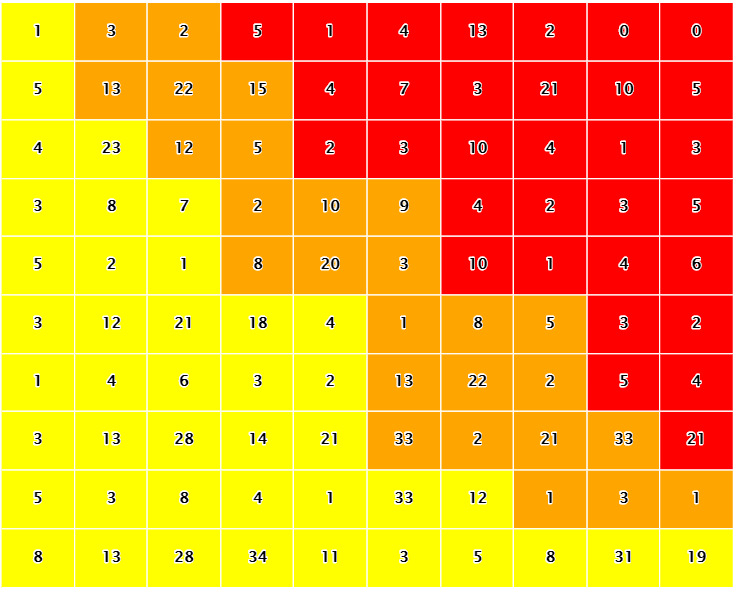 1 3 2 5 1 4 13 2 0 0
5 13 22 15 4 7 3 21 10 5
4 23 12 5 2 3 10 4 1 3
3 8 7 2 10 9 4 2 3 5
5 2 1 8 20 3 10 1 4 6
3 12 21 18 4 1 8 5 3 2
1 4 6 3 2 13 22 2 5 4
3 13 28 14 21 33 2 21 33 21
5 3 8 4 1 33 12 1 3 1
8 13 28 34 11 3 5 8 31 19